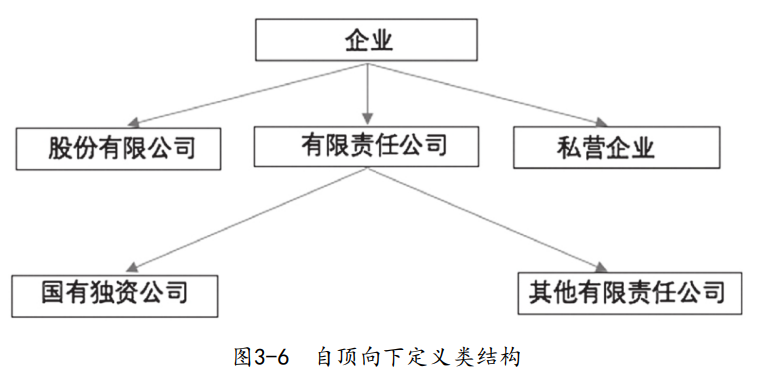 企业
股份有限公司
有限责任公司
私营企业
国有独资公司
其他有限责任公司
图3-6 自顶向下定义类结构